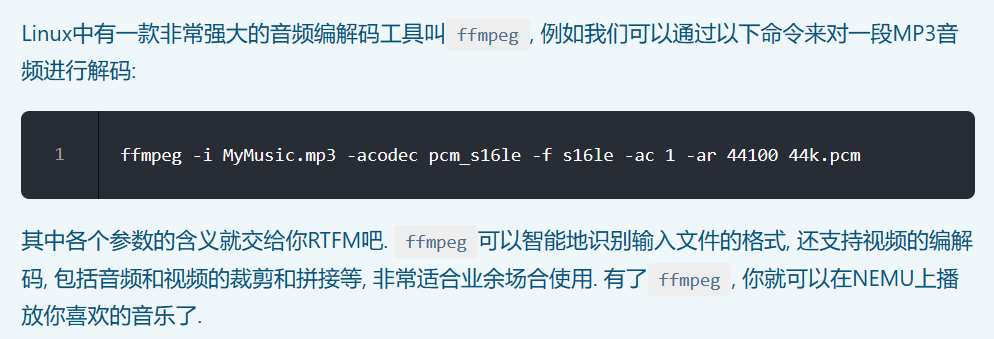 Linux中有一款非常强大的音频编解码工具叫 ffmpeg , 例如我们可以通过以下命令来对一段MP3音
频进行解码:
1 ffmpeg -i MyMusic.mp3 -acodec pcm_s16le -f s16le -ac 1 -ar 44100 44k.pcm
其中各个参数的含义就交给你RTFM吧. ffmpeg 可以智能地识别输入文件的格式, 还支持视频的编解
码, 包括音频和视频的裁剪和拼接等, 非常适合业余场合使用. 有了 ffmpeg , 你就可以在NEMU上播
放你喜欢的音乐了.